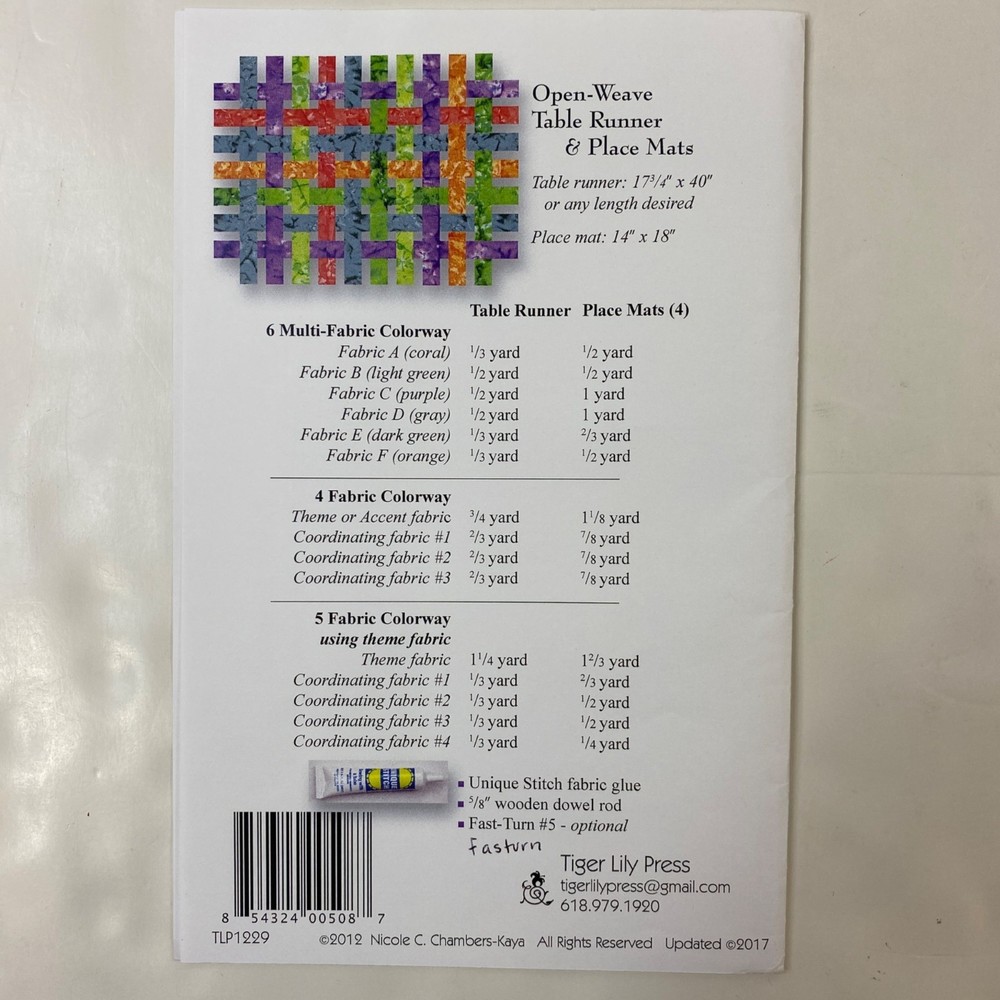 Open-Weave
Table Runner
& Place Mats
Table runner: 17 3/4" x 40"
or any length desired
Place mat: 14" x 18"
Table Runner Place Mats (4)
6 Multi-Fabric Colorway
Fabric A (coral) 1/3 yard 1/2 yard
Fabric B (light green) 1/2 yard 1/2 yard
Fabric C (purple) 1/2 yard 1 yard
Fabric D (gray) 1/2 yard 1 yard
Fabric E (dark green) 1/3 yard 2/3 yard
Fabric F (orange) 1/3 yard 1/2 yard
4 Fabric Colorway
Theme or Accent fabric 3/4 yard 1 1/8 yard
Coordinating fabric #1 2/3 yard 7/8 yard
Coordinating fabric #2 2/3 yard 7/8 yard
Coordinating fabric #3 2/3 yard 7/8 yard
5 Fabric Colorway
using theme fabric
Theme fabric 1 1/4 yard 1 2/3 yard
Coordinating fabric #1 1/3 yard 2/3 yard
Coordinating fabric #2 1/3 yard 1/2 yard
Coordinating fabric #3 1/3 yard 1/2 yard
Coordinating fabric #4 1/3 yard 1/4 yard
UNIQUE
STITCH
▪ Unique Stitch fabric glue
▪ 5/8" wooden dowel rod
▪ Fast-Turn #5 - optional
fasturn
Tiger Lily Press
tigerlilypress@gmail.com
618.979.1920
8 54324 00508 7
TLP1229 ©2012 Nicole C. Chambers-Kaya All Rights Reserved Updated ©2017